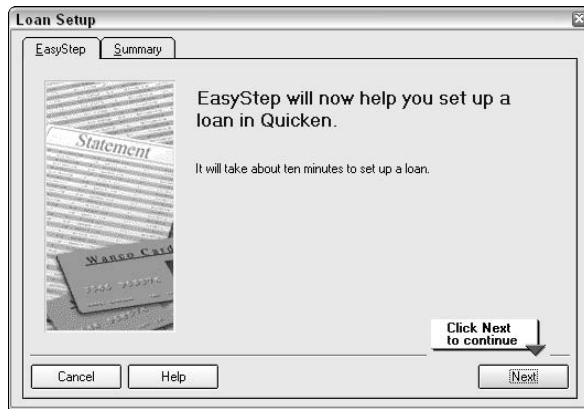 Loan Setup
EasyStep
Summary
EasyStep will now help you set up a
loan in Quicken.
It will take about ten minutes to set up a loan.
Statement
Wanco Card
Click Next
to continue
Cancel
Help
Next